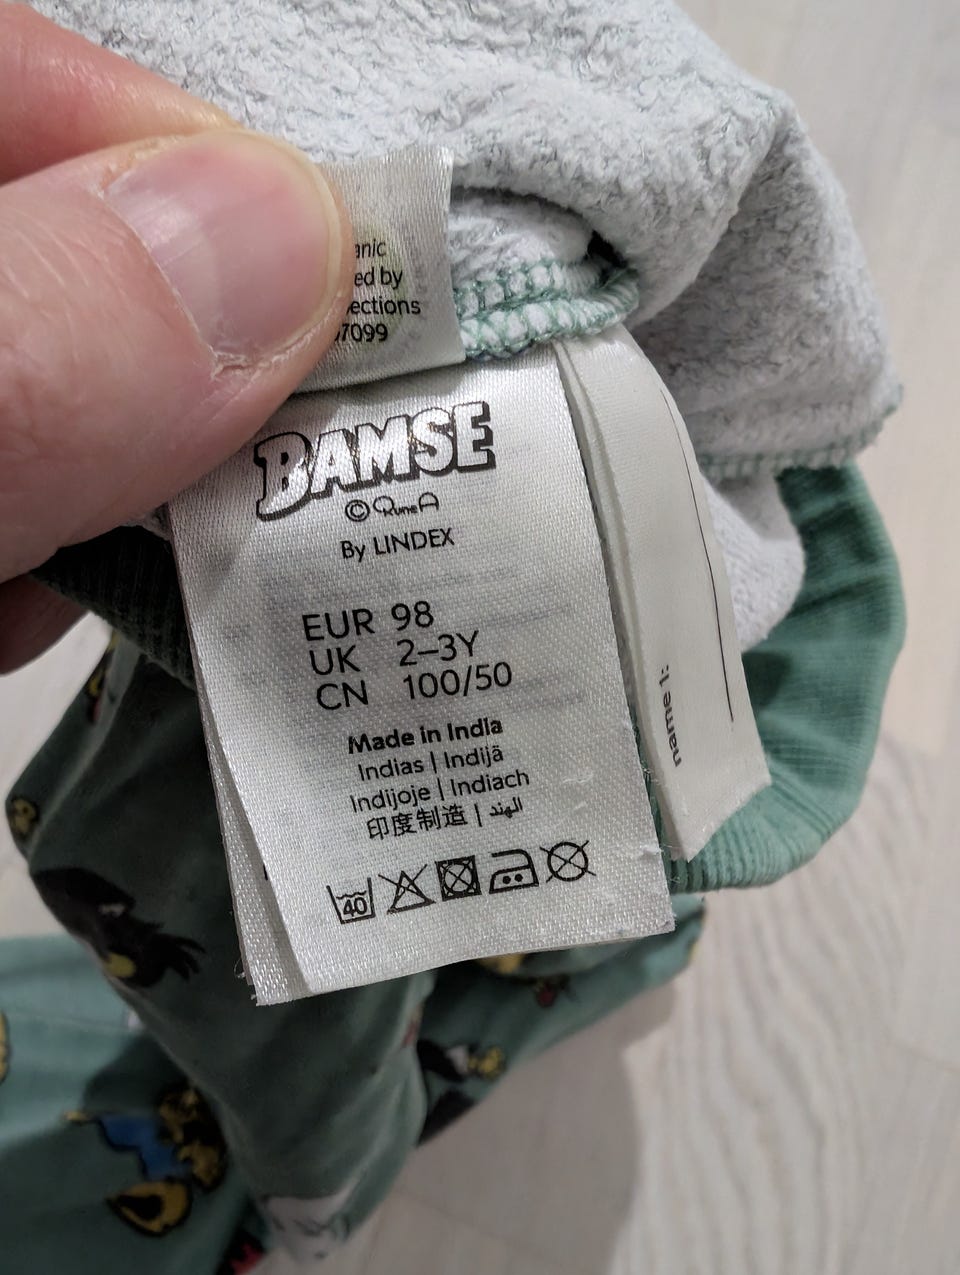 anic
ed by
ections
7099
BAMSE
© Rune A
By LINDEX
EUR 98
UK 2–3Y
CN 100/50
Made in India
Indias | Indijā
Indijoje | Indiach
印度制造 | الهند
40
name 1: